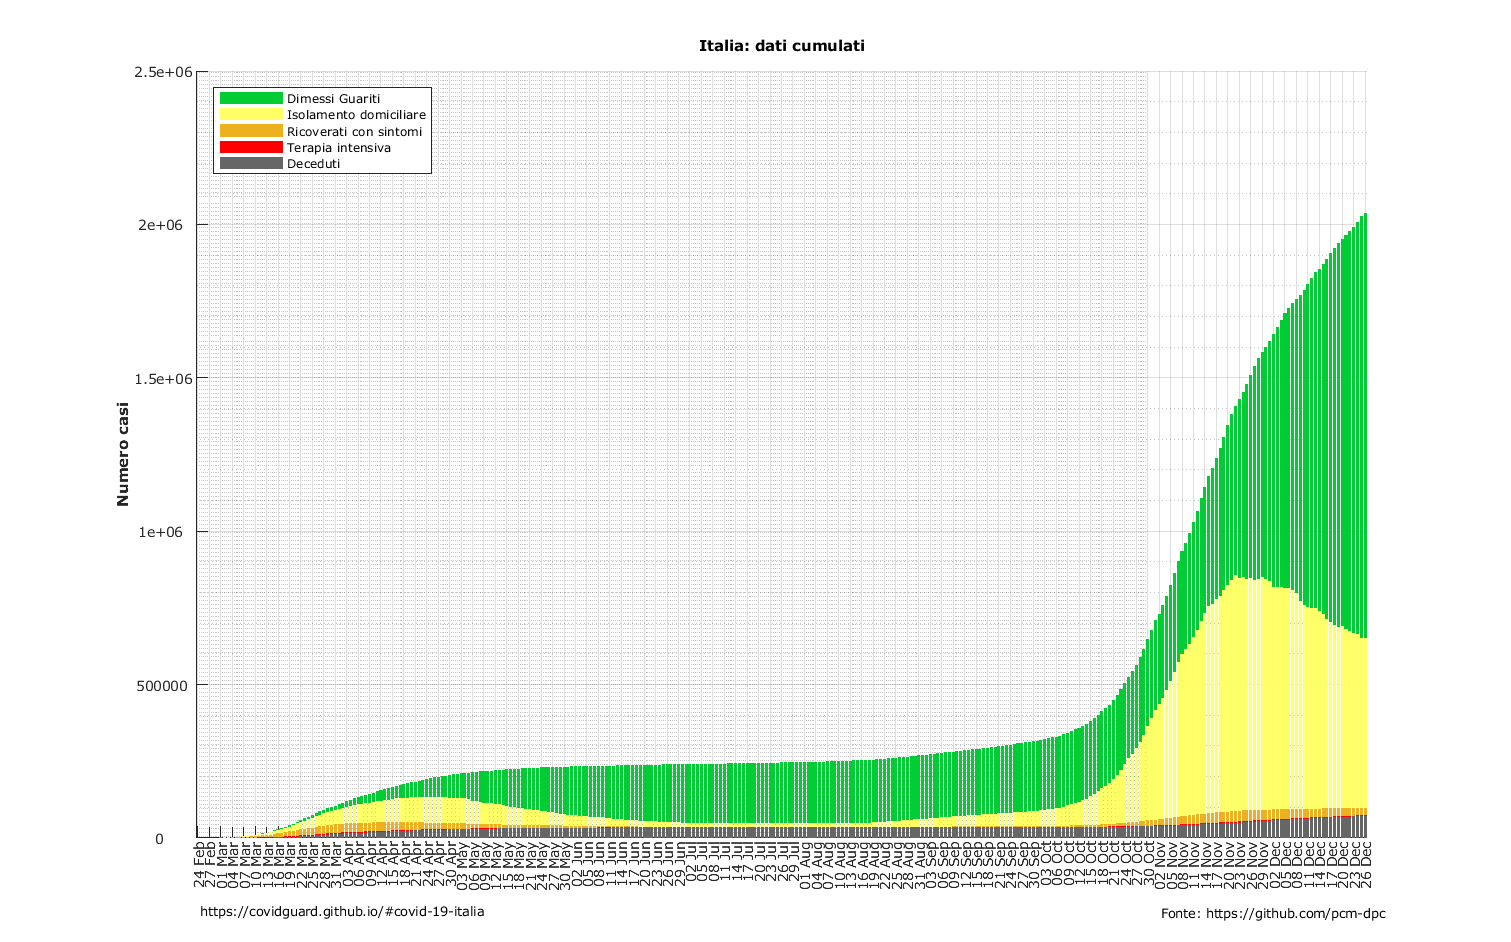 Italia: dati cumulati
2.5e+06
2e+06
1.5e+06
1e+06
500000
0
Numero casi
Dimessi Guariti
Isolamento domiciliare
Ricoverati con sintomi
Terapia intensiva
Deceduti
24 Feb
27 Feb
01 Mar
04 Mar
07 Mar
10 Mar
13 Mar
16 Mar
19 Mar
22 Mar
25 Mar
28 Mar
31 Mar
03 Apr
06 Apr
09 Apr
12 Apr
15 Apr
18 Apr
21 Apr
24 Apr
27 Apr
30 Apr
03 May
06 May
09 May
12 May
15 May
18 May
21 May
24 May
27 May
30 May
02 Jun
05 Jun
08 Jun
11 Jun
14 Jun
17 Jun
20 Jun
23 Jun
26 Jun
29 Jun
02 Jul
05 Jul
08 Jul
11 Jul
14 Jul
17 Jul
20 Jul
23 Jul
26 Jul
29 Jul
01 Aug
04 Aug
07 Aug
10 Aug
13 Aug
16 Aug
19 Aug
22 Aug
25 Aug
28 Aug
31 Aug
03 Sep
06 Sep
09 Sep
12 Sep
15 Sep
18 Sep
21 Sep
24 Sep
27 Sep
30 Sep
03 Oct
06 Oct
09 Oct
12 Oct
15 Oct
18 Oct
21 Oct
24 Oct
27 Oct
30 Oct
02 Nov
05 Nov
08 Nov
11 Nov
14 Nov
17 Nov
20 Nov
23 Nov
26 Nov
29 Nov
02 Dec
05 Dec
08 Dec
11 Dec
14 Dec
17 Dec
20 Dec
23 Dec
26 Dec
https://covidguard.github.io/#covid-19-italia
Fonte: https://github.com/pcm-dpc